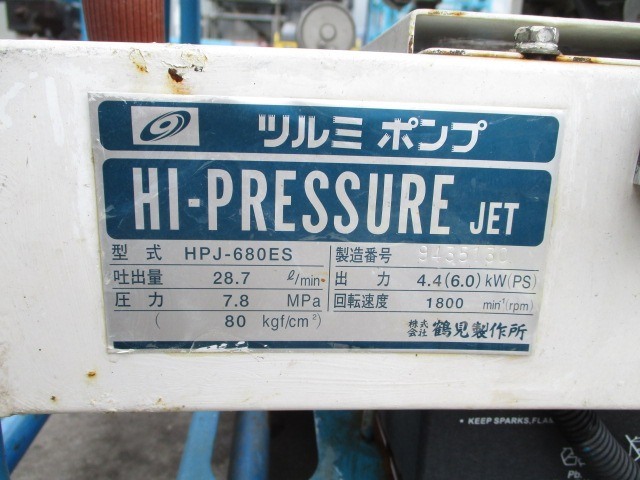 ツルミポンプ
HI-PRESSURE JET
型式 HPJ-680ES 製造番号
吐出量 28.7 ℓ/min 出力 4.4(6.0) kW(PS)
圧力 7.8 MPa 回転速度 1800 min⁻¹(rpm)
( 80 kgf/cm²) 株式会社 鶴見製作所
• KEEP SPARKS,
Pb